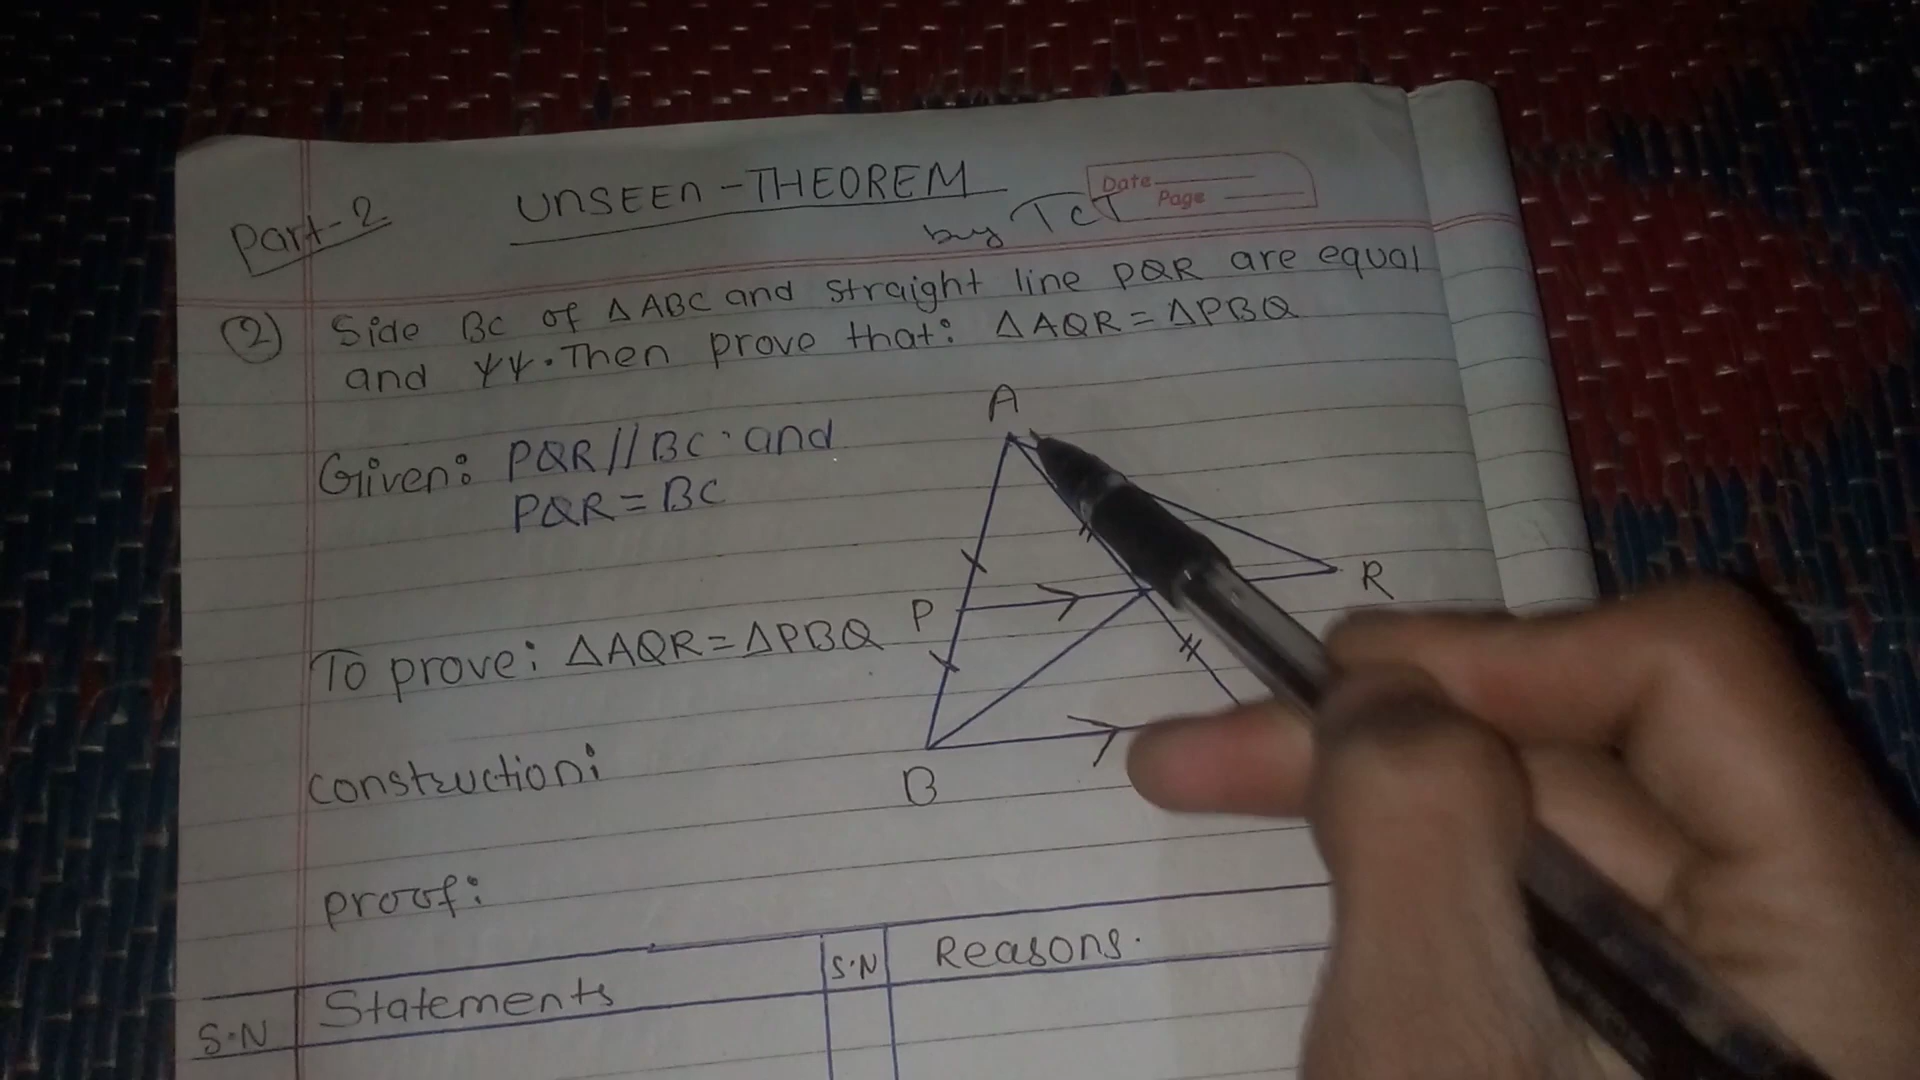 Part-2
UNSEEn-THEOREM
Date
Page
by TCT
② Side BC of ΔABC and straight line PQR are equal
and . Then prove that: ΔAQR=ΔPBQ
Given: PQR//BC and
PQR=BC
A
R
P
To prove: ΔAQR=ΔPBQ
B
construction:
proof:
S.N Statements S.N Reasons.